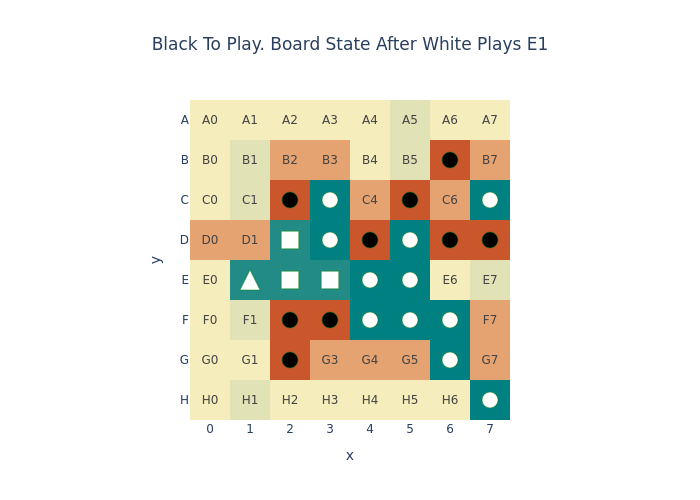 Black To Play. Board State After White Plays E1
A A0 A1 A2 A3 A4 A5 A6 A7
B B0 B1 B2 B3 B4 B5 B7
C C0 C1 C4 C6
D D0 D1
y
E E0 E6 E7
F F0 F1 F7
G G0 G1 G3 G4 G5 G7
H H0 H1 H2 H3 H4 H5 H6
0 1 2 3 4 5 6 7
x